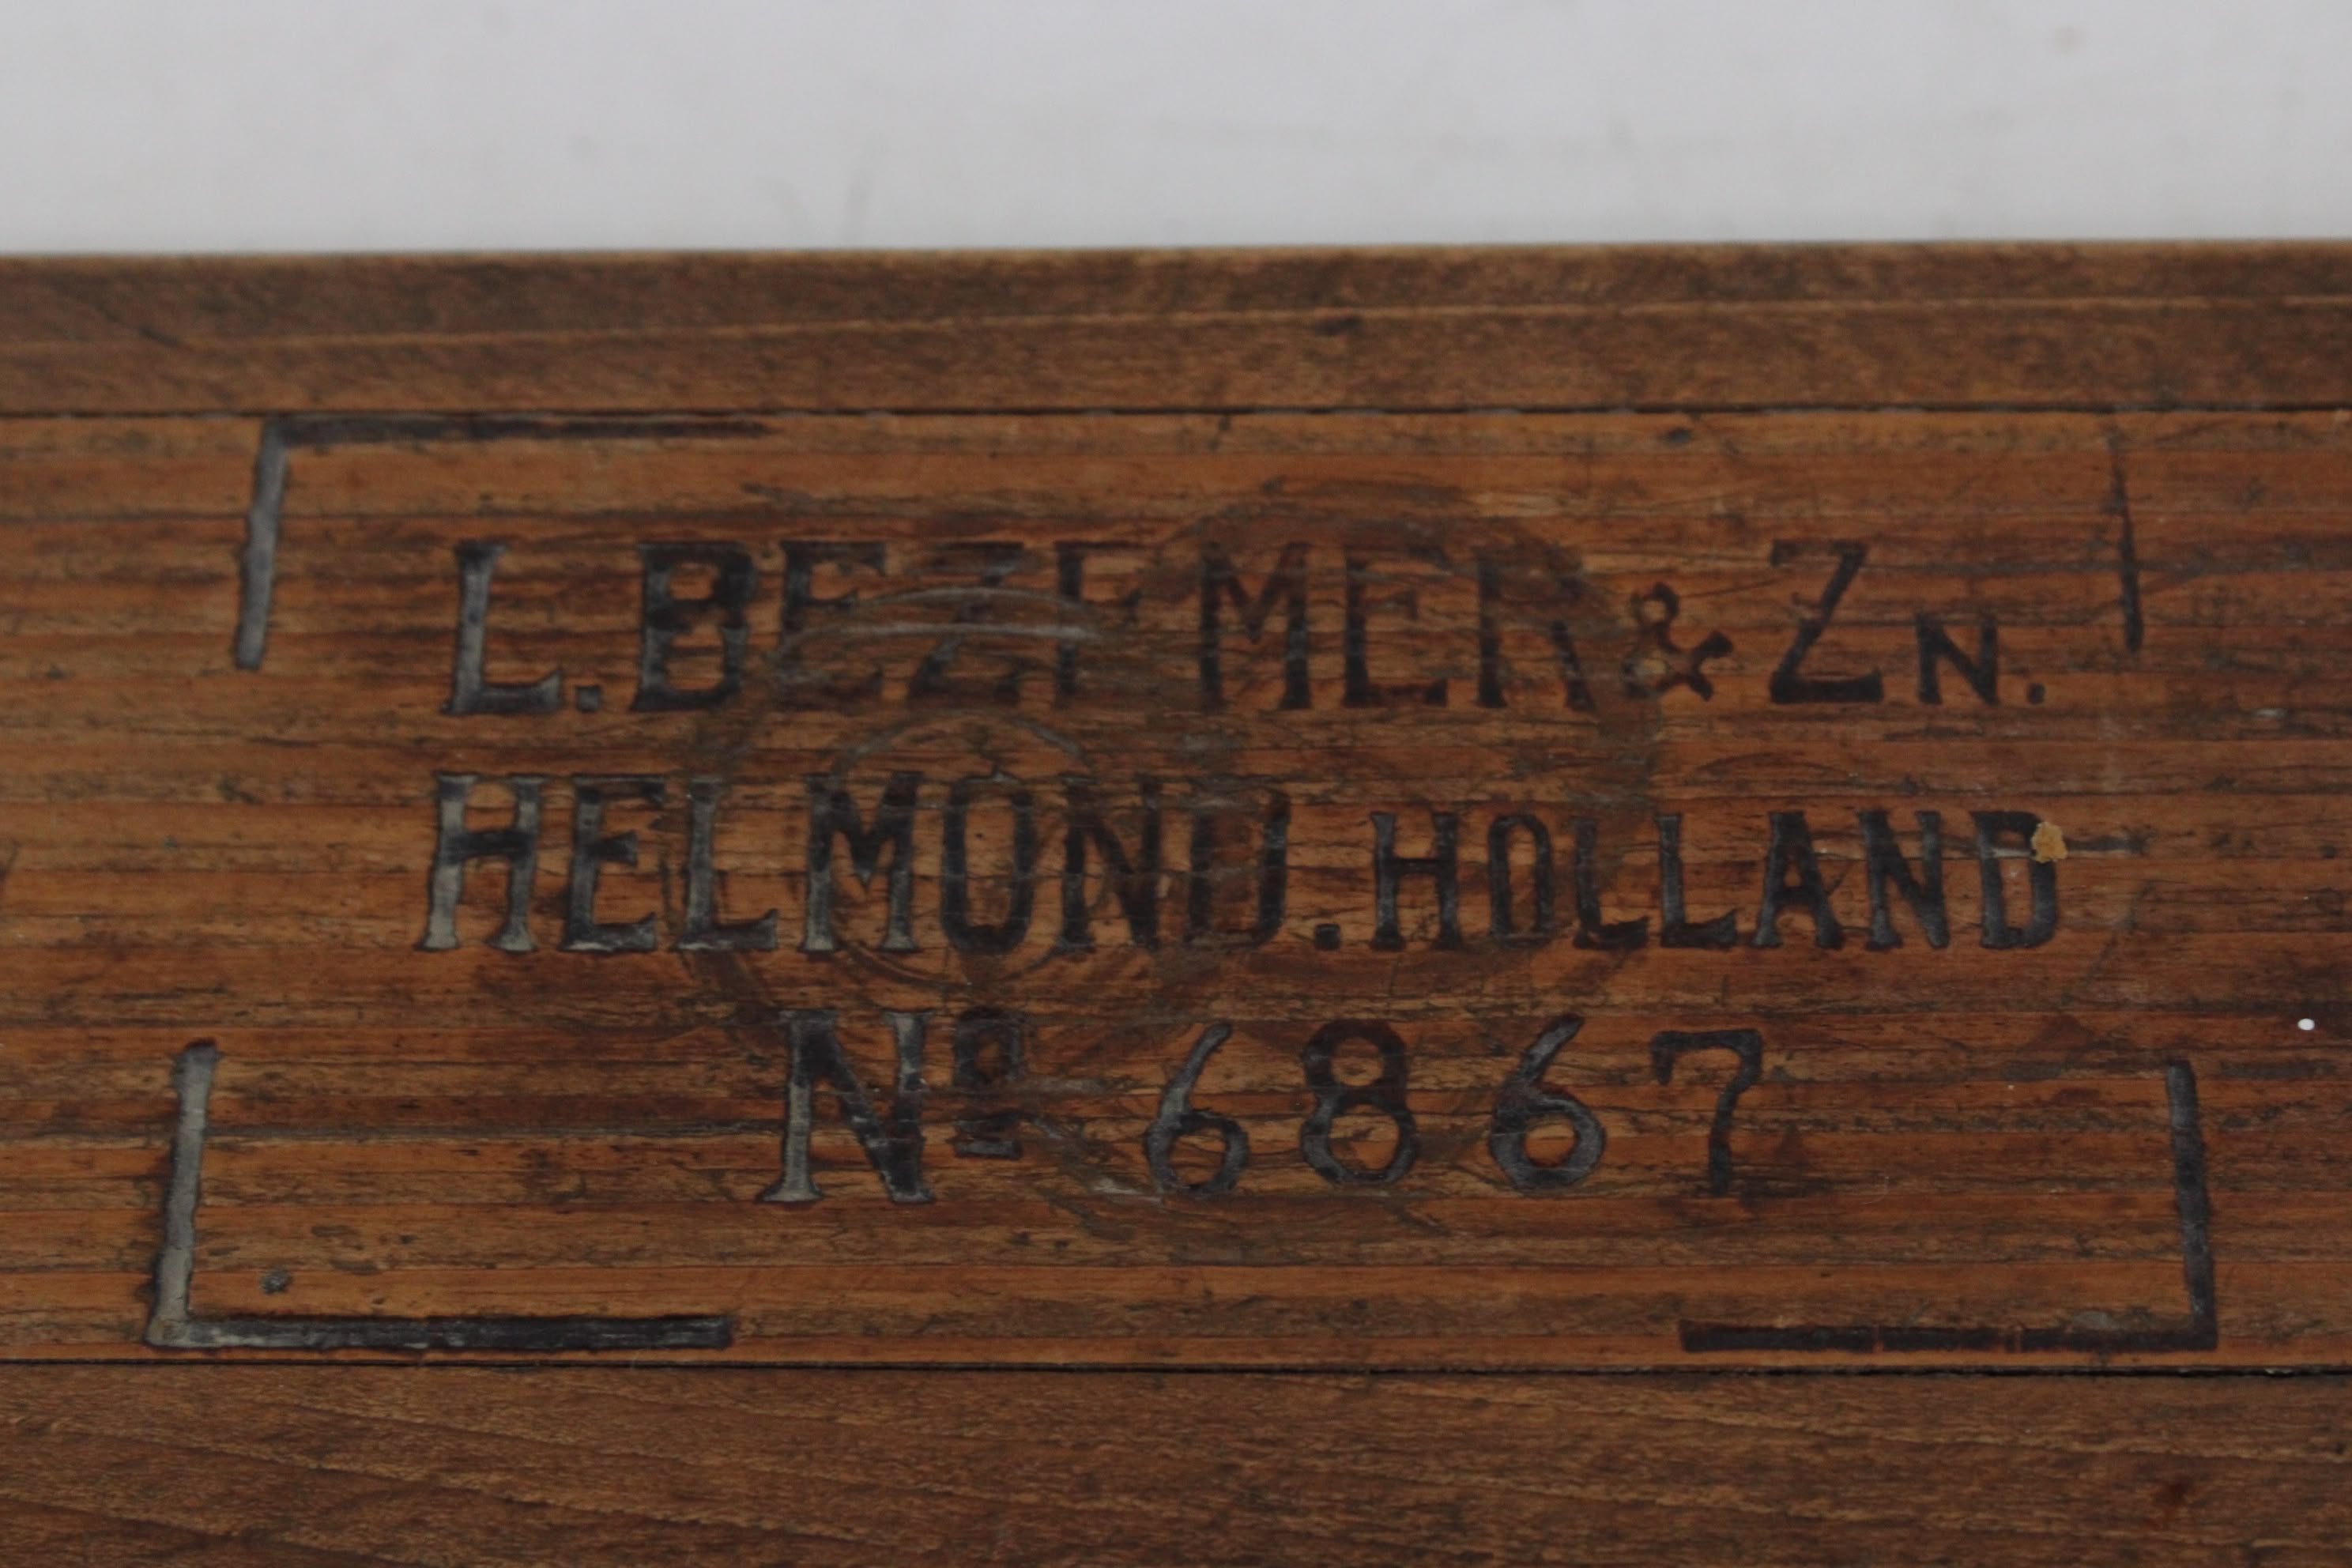 L. BEZEMER & ZN.
HELMOND. HOLLAND
Nº 6867